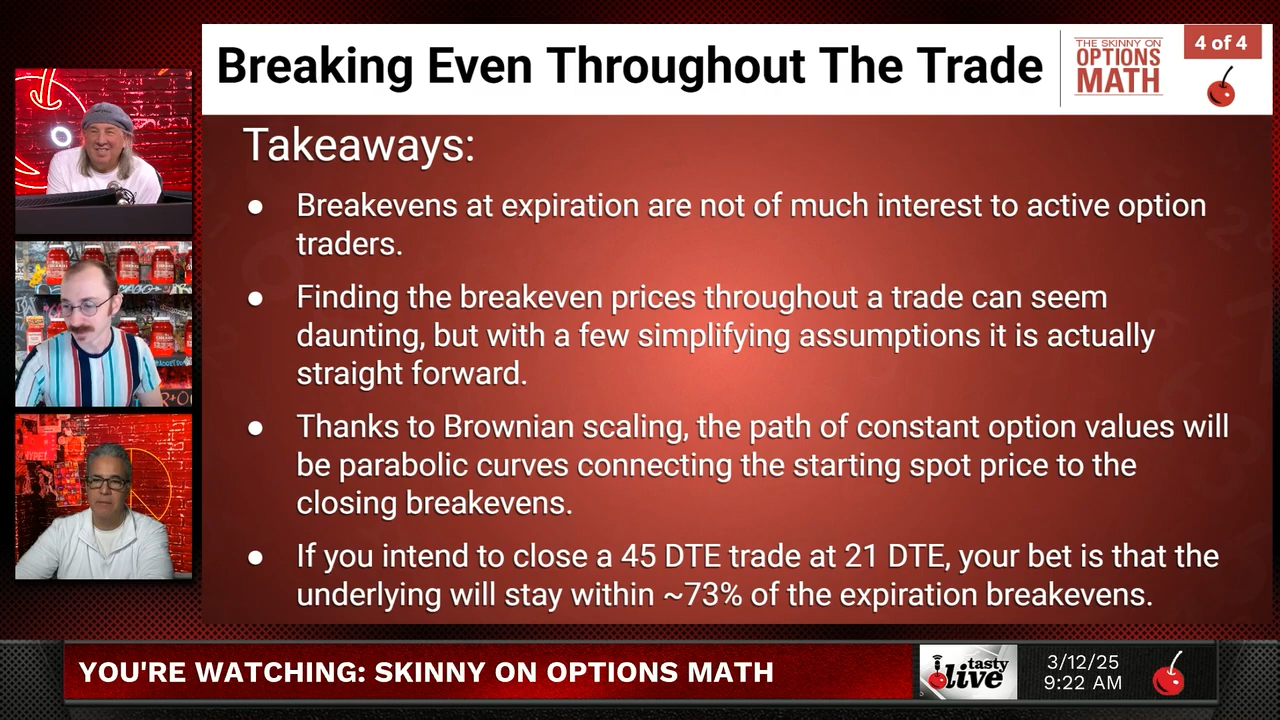 Breaking Even Throughout The Trade
THE SKINNY ON
OPTIONS
MATH
4 of 4
Takeaways:
● Breakevens at expiration are not of much interest to active option
traders.
● Finding the breakeven prices throughout a trade can seem
daunting, but with a few simplifying assumptions it is actually
straight forward.
● Thanks to Brownian scaling, the path of constant option values will
be parabolic curves connecting the starting spot price to the
closing breakevens.
● If you intend to close a 45 DTE trade at 21 DTE, your bet is that the
underlying will stay within ~73% of the expiration breakevens.
YOU'RE WATCHING: SKINNY ON OPTIONS MATH
tasty
live
3/12/25
9:22 AM